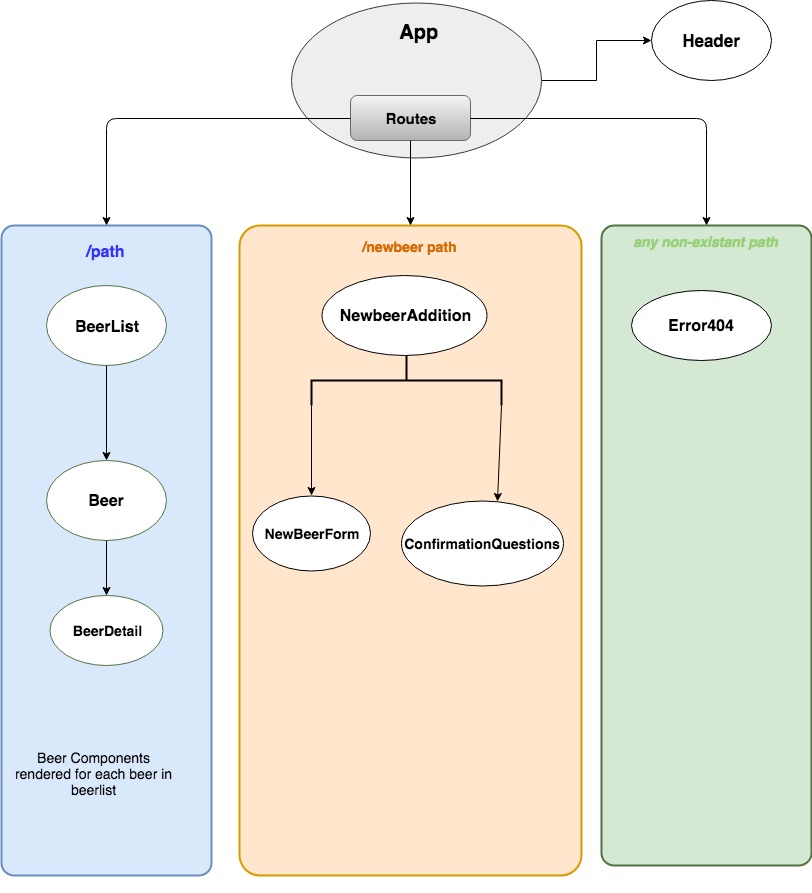 App
Header
Routes
/path
BeerList
Beer
BeerDetail
Beer Components
rendered for each beer in
beerlist
/newbeer path
NewbeerAddition
NewBeerForm
ConfirmationQuestions
any non-existant path
Error404